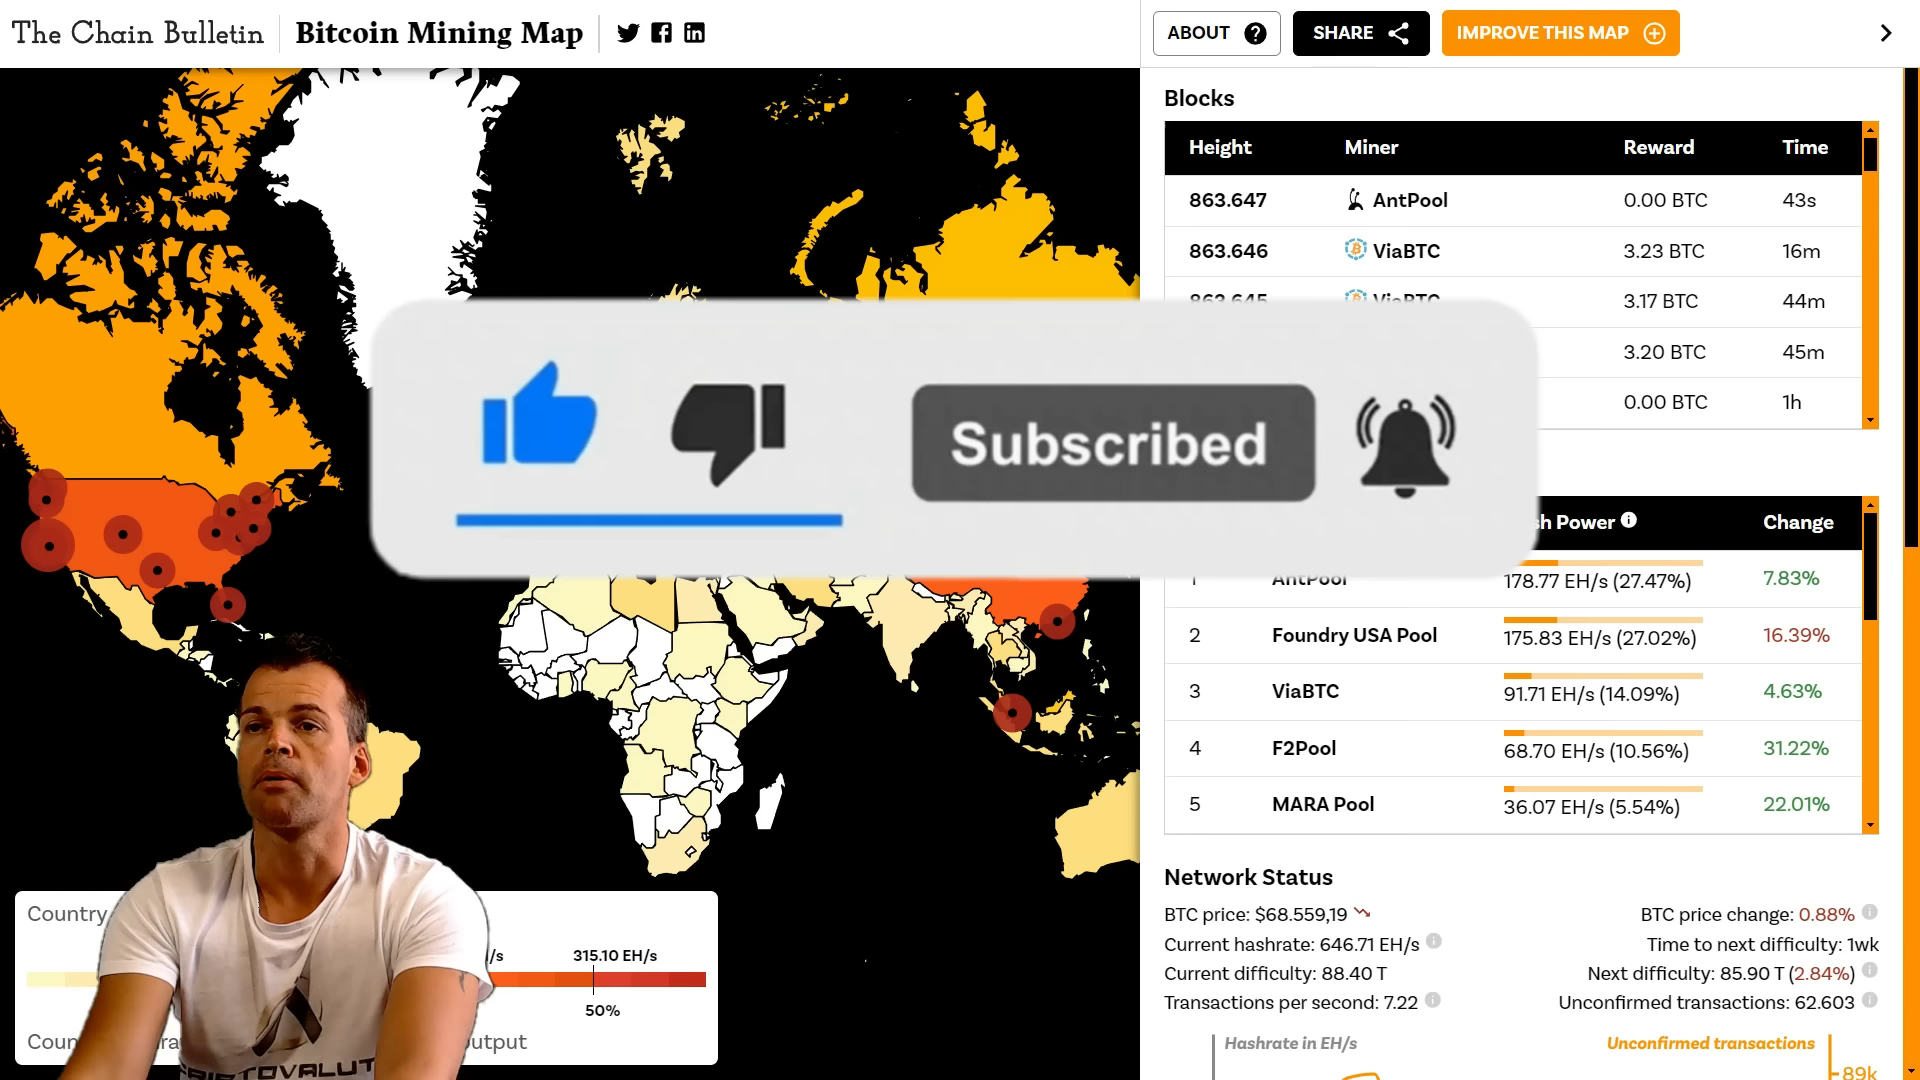 The Chain Bulletin
Bitcoin Mining Map
ABOUT
SHARE
IMPROVE THIS MAP
Blocks
Height Miner Reward Time
863.647 AntPool 0.00 BTC 43s
863.646 ViaBTC 3.23 BTC 16m
863.645 ViaBTC 3.17 BTC 44m
3.20 BTC 45m
0.00 BTC 1h
Subscribed
Power Change
1 AntPool 178.77 EH/s (27.47%) 7.83%
2 Foundry USA Pool 175.83 EH/s (27.02%) 16.39%
3 ViaBTC 91.71 EH/s (14.09%) 4.63%
4 F2Pool 68.70 EH/s (10.56%) 31.22%
5 MARA Pool 36.07 EH/s (5.54%) 22.01%
Network Status
BTC price: $68.559,19
BTC price change: 0.88%
Current hashrate: 646.71 EH/s
Time to next difficulty: 1wk
Current difficulty: 88.40 T
Next difficulty: 85.90 T (2.84%)
Transactions per second: 7.22
Unconfirmed transactions: 62.603
Hashrate in EH/s
Unconfirmed transactions
89k
Country
/s
315.10 EH/s
50%